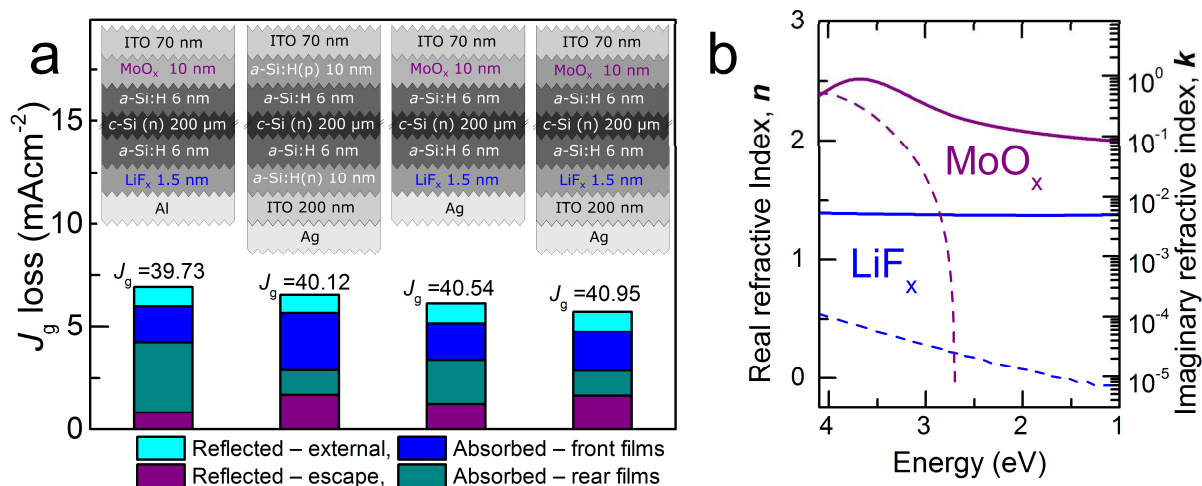 a
J_g loss (mAcm⁻²)
15
10
5
0
ITO 70 nm
MoOₓ 10 nm
a-Si:H 6 nm
c-Si (n) 200 µm
a-Si:H 6 nm
LiFₓ 1.5 nm
Al
ITO 70 nm
a-Si:H(p) 10 nm
a-Si:H 6 nm
c-Si (n) 200 µm
a-Si:H 6 nm
a-Si:H(n) 10 nm
ITO 200 nm
Ag
ITO 70 nm
MoOₓ 10 nm
a-Si:H 6 nm
c-Si (n) 200 µm
a-Si:H 6 nm
LiFₓ 1.5 nm
Ag
ITO 70 nm
MoOₓ 10 nm
a-Si:H 6 nm
c-Si (n) 200 µm
a-Si:H 6 nm
LiFₓ 1.5 nm
ITO 200 nm
Ag
J_g =39.73
J_g =40.12
J_g =40.54
J_g =40.95
Reflected – external, Absorbed – front films
Reflected – escape, Absorbed – rear films
b
Real refractive Index, n
3
2
1
0
MoOₓ
LiFₓ
10⁰
10⁻¹
10⁻²
10⁻³
10⁻⁴
10⁻⁵
Imaginary refractive index, k
4 3 2 1
Energy (eV)